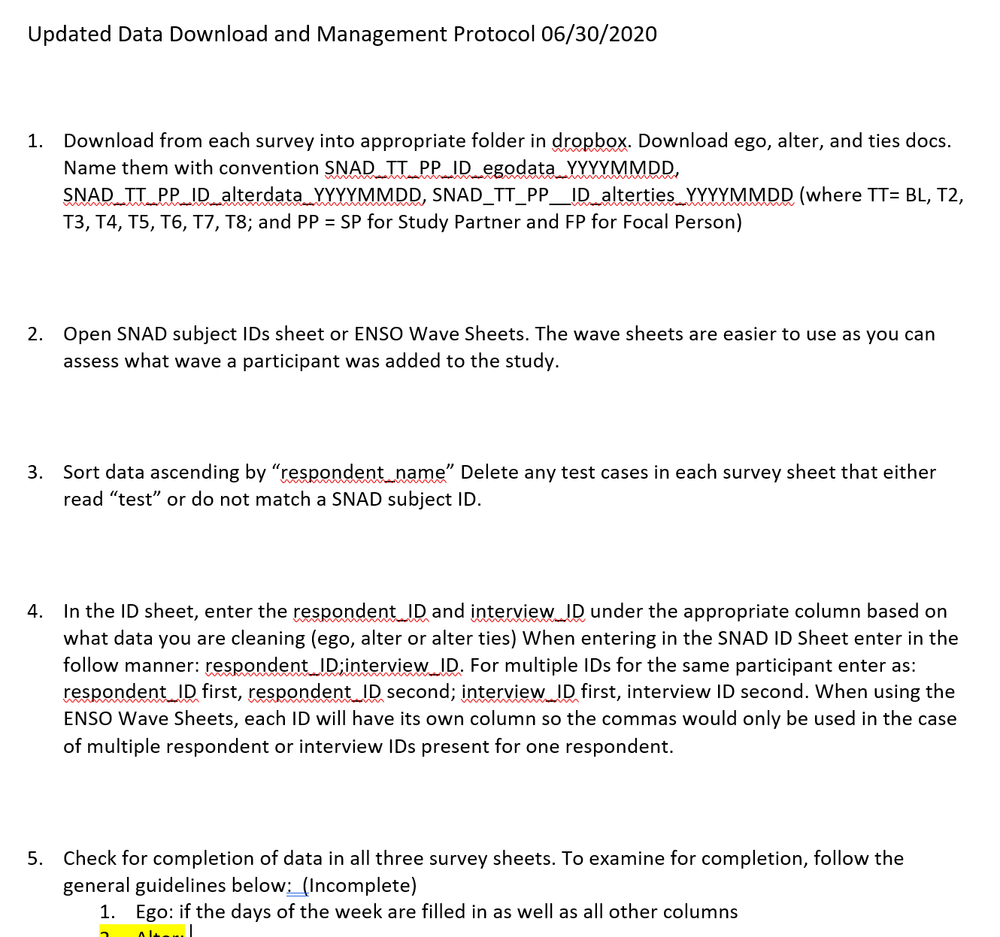 Updated Data Download and Management Protocol 06/30/2020
1. Download from each survey into appropriate folder in dropbox. Download ego, alter, and ties docs.
Name them with convention SNAD_TT_PP_ID_egodata_YYYYMMDD,
SNAD_TT_PP_ID_alterdata_YYYYMMDD, SNAD_TT_PP__ID_alterties_YYYYMMDD (where TT= BL, T2,
T3, T4, T5, T6, T7, T8; and PP = SP for Study Partner and FP for Focal Person)
2. Open SNAD subject IDs sheet or ENSO Wave Sheets. The wave sheets are easier to use as you can
assess what wave a participant was added to the study.
3. Sort data ascending by “respondent_name” Delete any test cases in each survey sheet that either
read “test” or do not match a SNAD subject ID.
4. In the ID sheet, enter the respondent_ID and interview_ID under the appropriate column based on
what data you are cleaning (ego, alter or alter ties) When entering in the SNAD ID Sheet enter in the
follow manner: respondent_ID;interview_ID. For multiple IDs for the same participant enter as:
respondent_ID first, respondent_ID second; interview_ID first, interview ID second. When using the
ENSO Wave Sheets, each ID will have its own column so the commas would only be used in the case
of multiple respondent or interview IDs present for one respondent.
5. Check for completion of data in all three survey sheets. To examine for completion, follow the
general guidelines below: (Incomplete)
1. Ego: if the days of the week are filled in as well as all other columns
2. Alter: